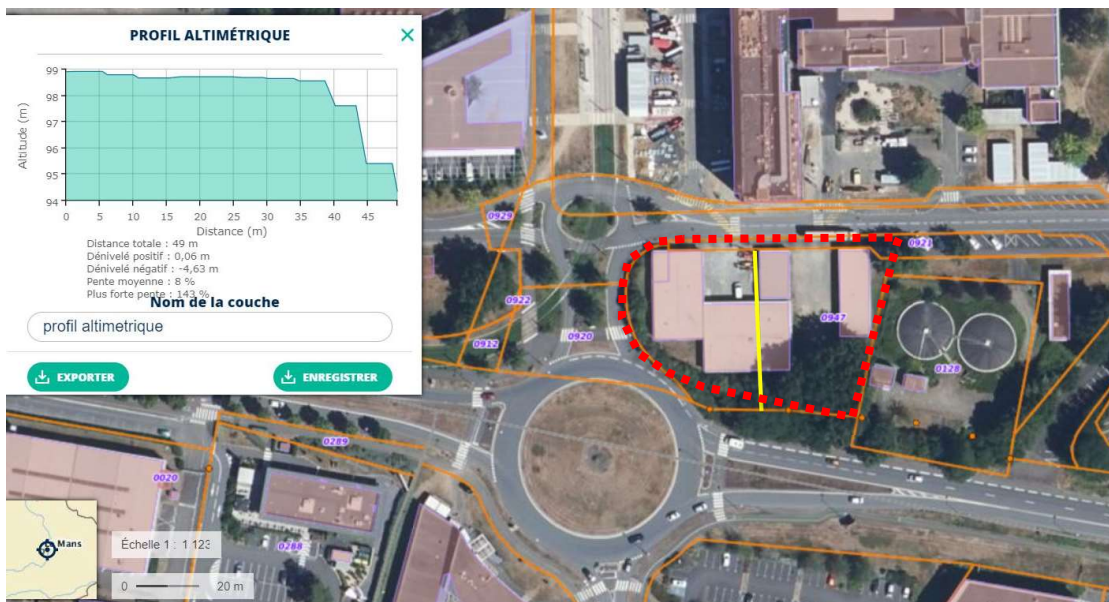 PROFIL ALTIMÉTRIQUE
99
98
97
96
95
94
Altitude (m)
0 5 10 15 20 25 30 35 40 45
Distance (m)
Distance totale : 49 m
Dénivelé positif : 0,06 m
Dénivelé négatif : -4,63 m
Pente moyenne : 8 %
Plus forte pente : 143 %
Nom de la couche
profil altimetrique
EXPORTER
ENREGISTRER
0929
0921
0922
0947
0912
0920
0128
0289
0020
0288
Mans
Échelle 1 : 1 123
0 20 m